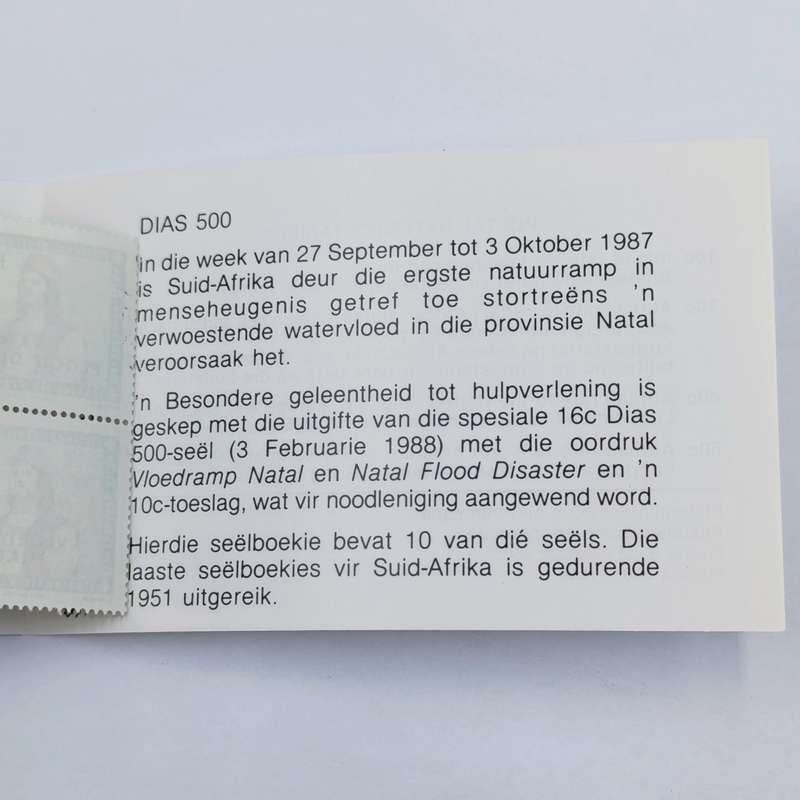 DIAS 500
in die week van 27 September tot 3 Oktober 1987
is Suid-Afrika deur die ergste natuurramp in
menseheugenis getref toe stortreëns 'n
verwoestende watervloed in die provinsie Natal
veroorsaak het.
'n Besondere geleentheid tot hulpverlening is
geskep met die uitgifte van die spesiale 16c Dias
500-seël (3 Februarie 1988) met die oordruk
Vloedramp Natal en Natal Flood Disaster en 'n
10c-toeslag, wat vir noodleniging aangewend word.
Hierdie seëlboekie bevat 10 van dié seëls. Die
laaste seëlboekies vir Suid-Afrika is gedurende
1951 uitgereik.